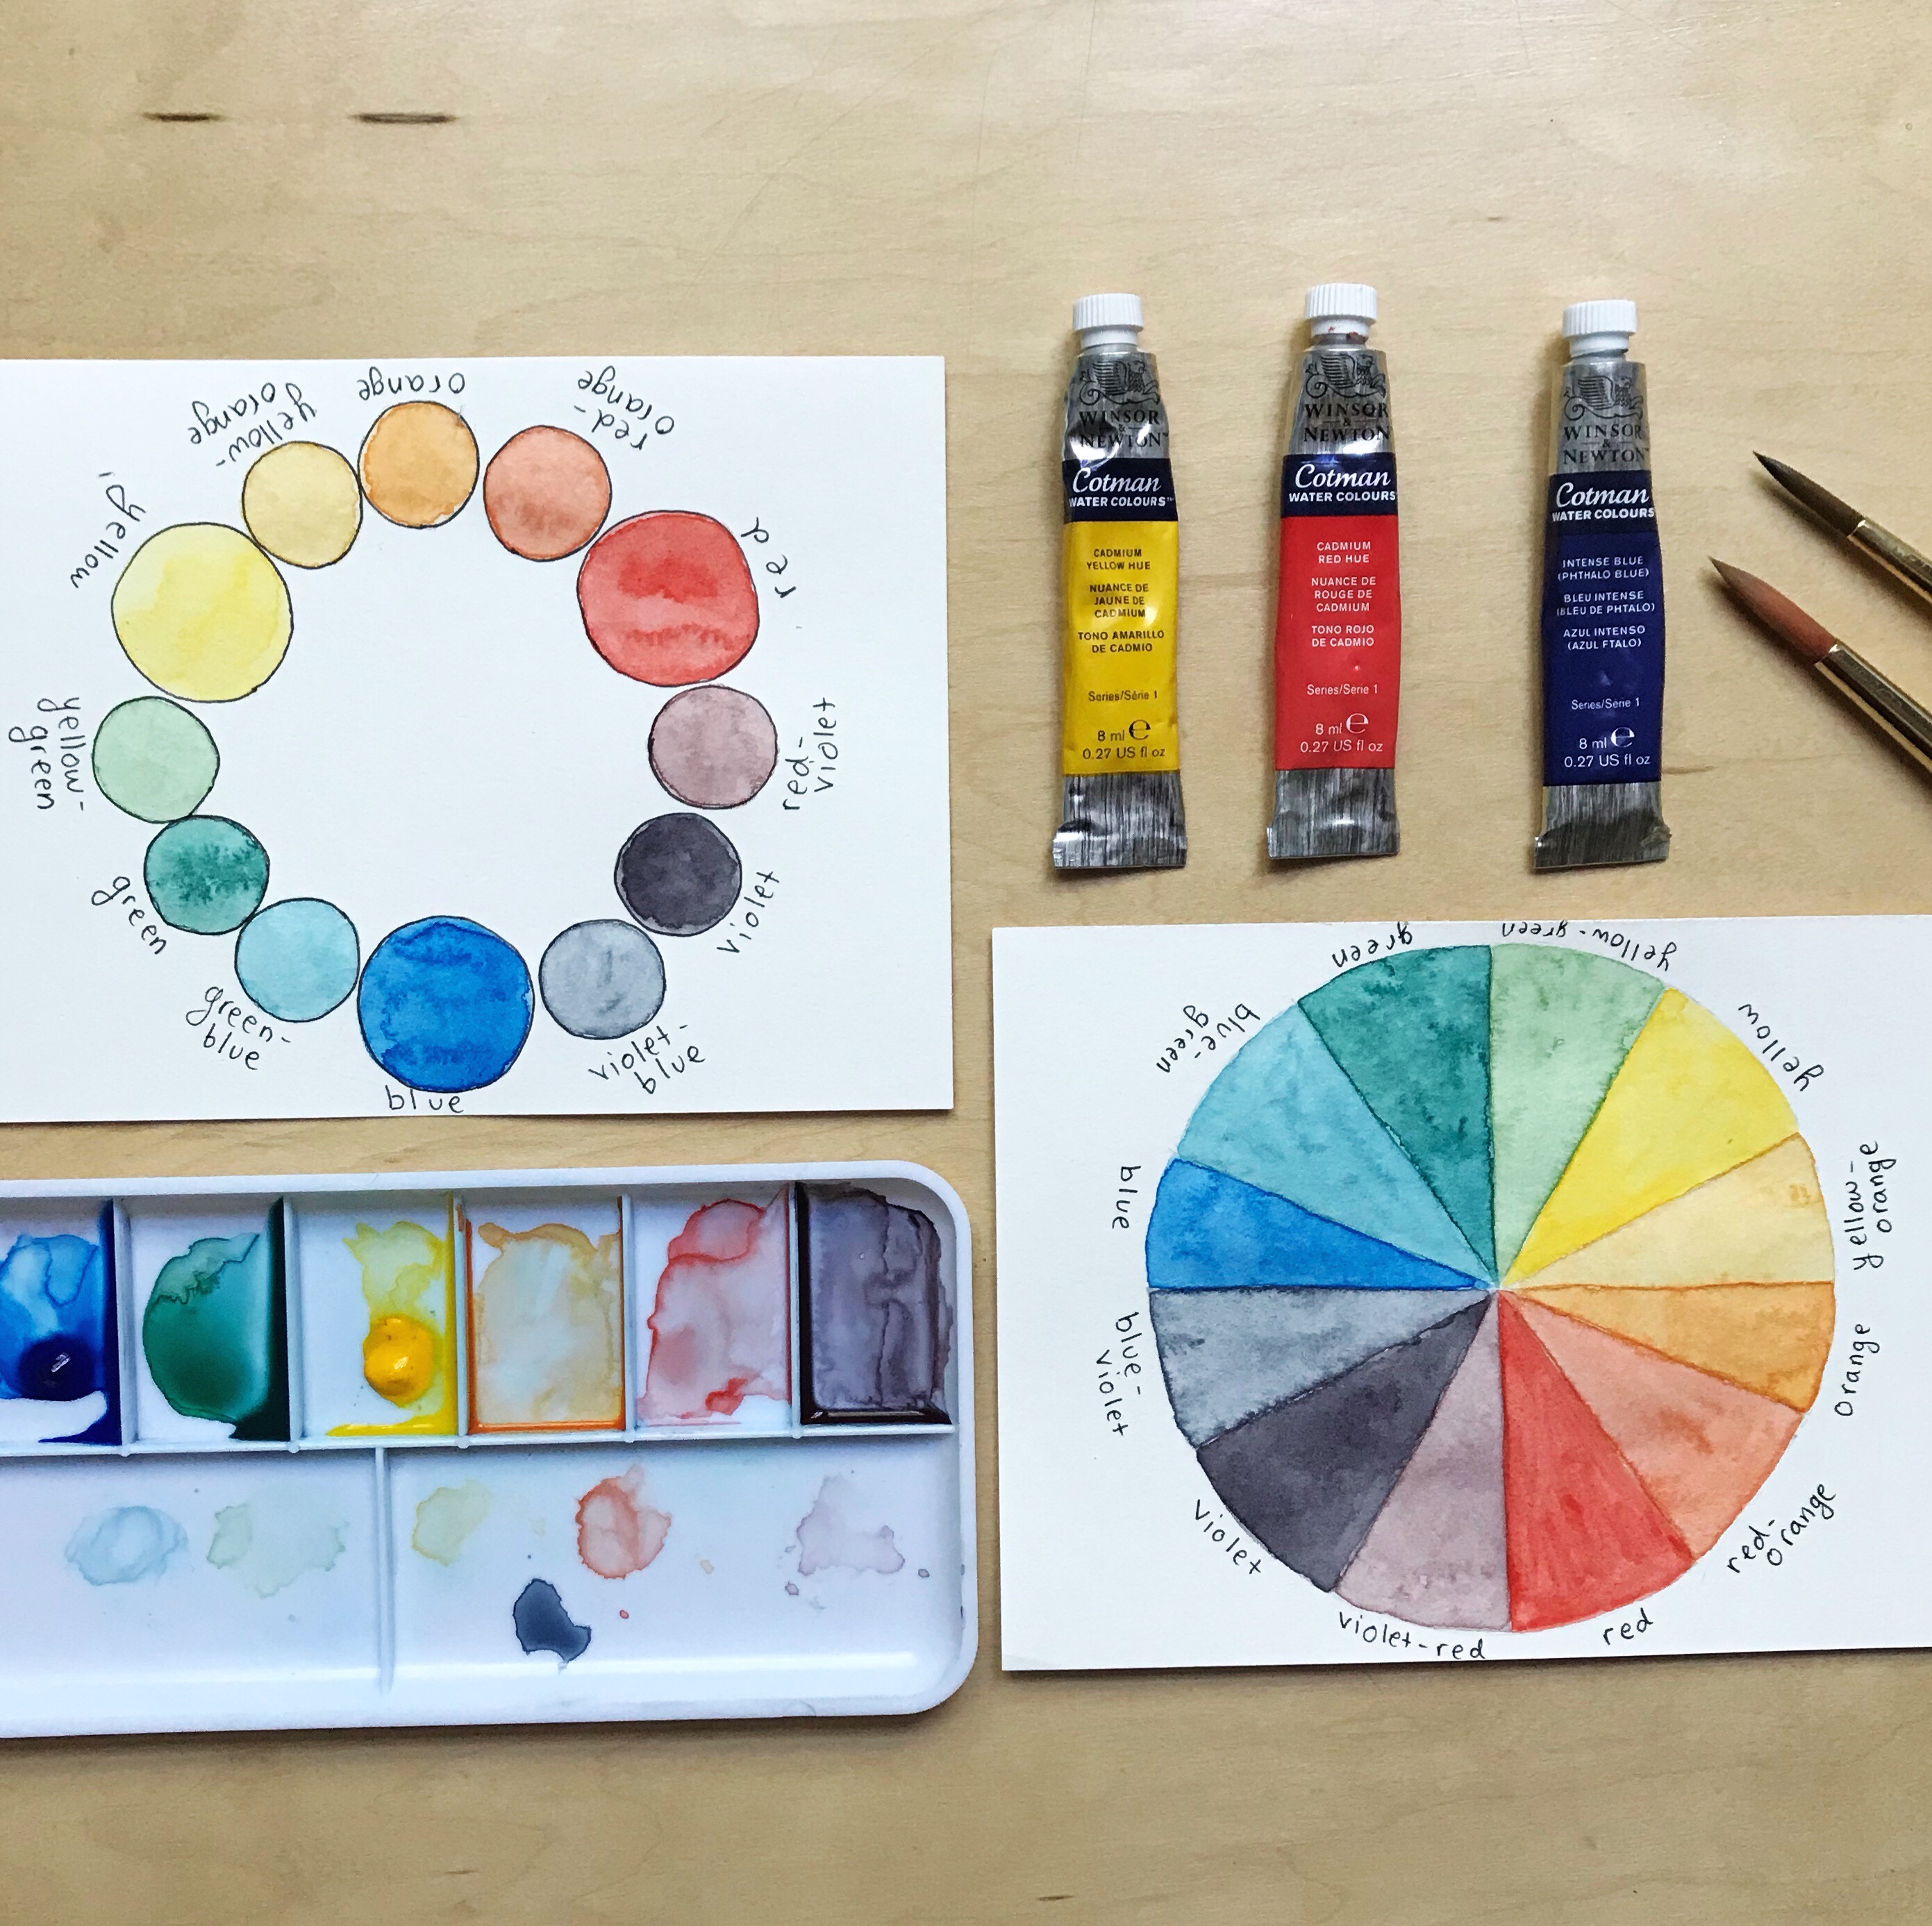 yellow
yellow-
orange
orange
red-
orange
red
red-
violet
violet
violet-
blue
blue
green-
blue
green
yellow-
green
WINSOR
&
NEWTON™
Cotman
WATER COLOURS™
CADMIUM
YELLOW HUE
NUANCE DE
JAUNE DE
CADMIUM
TONO AMARILLO
DE CADMIO
Series/Série 1
8 ml e
0.27 US fl oz
WINSOR
&
NEWTON
Cotman
WATER COLOURS
CADMIUM
RED HUE
NUANCE DE
ROUGE DE
CADMIUM
TONO ROJO
DE CADMIO
Series/Série 1
8 ml e
0.27 US fl oz
WINSOR
&
NEWTON
Cotman
WATER COLOURS
INTENSE BLUE
(PHTHALO BLUE)
BLEU INTENSE
(BLEU DE PHTALO)
AZUL INTENSO
(AZUL FTALO)
Series/Série 1
8 ml e
0.27 US fl oz
green
yellow-green
yellow
yellow-
orange
orange
red-
orange
red
violet-red
violet
blue-
violet
blue
blue-
green